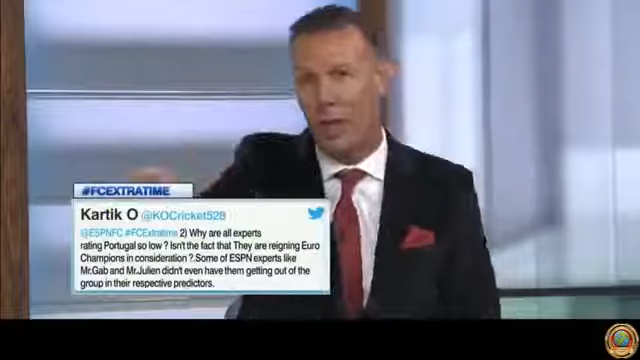 #FCEXTRATIME
Kartik O @KOCricket528
@ESPNFC #FCExtratime 2) Why are all experts
rating Portugal so low ? Isn't the fact that They are reigning Euro
Champions in consideration ?.Some of ESPN experts like
Mr.Gab and Mr.Julien didn't even have them getting out of the
group in their respective predictors.